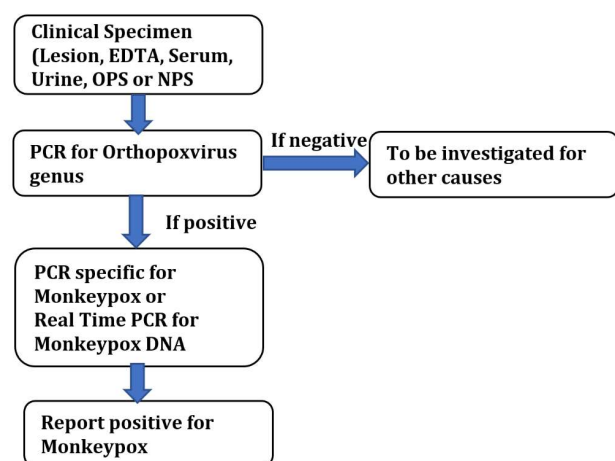 Clinical Specimen
(Lesion, EDTA, Serum,
Urine, OPS or NPS
PCR for Orthopoxvirus
genus
If negative
To be investigated for
other causes
If positive
PCR specific for
Monkeypox or
Real Time PCR for
Monkeypox DNA
Report positive for
Monkeypox